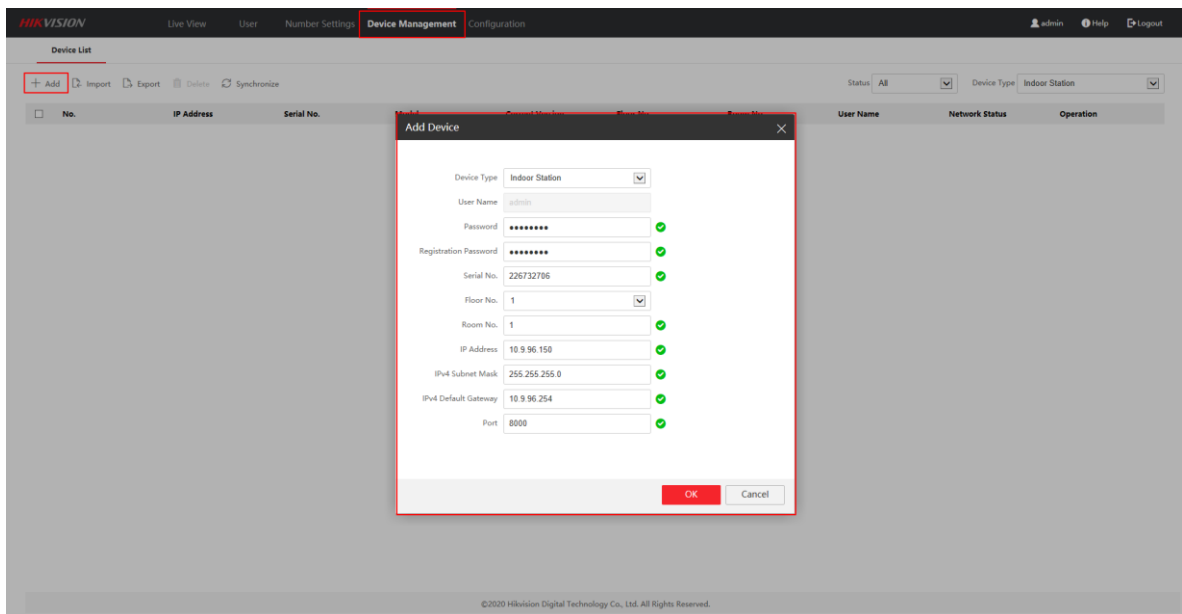 HIKVISION Live View User Number Settings Device Management Configuration admin Help Logout
Device List
Add Import Export Delete Synchronize Status All Device Type Indoor Station
No. IP Address Serial No. User Name Network Status Operation
Add Device
Device Type Indoor Station
User Name admin
Password ••••••••
Registration Password ••••••••
Serial No. 226732706
Floor No. 1
Room No. 1
IP Address 10.9.96.150
IPv4 Subnet Mask 255.255.255.0
IPv4 Default Gateway 10.9.96.254
Port 8000
OK Cancel
©2020 Hikvision Digital Technology Co., Ltd. All Rights Reserved.